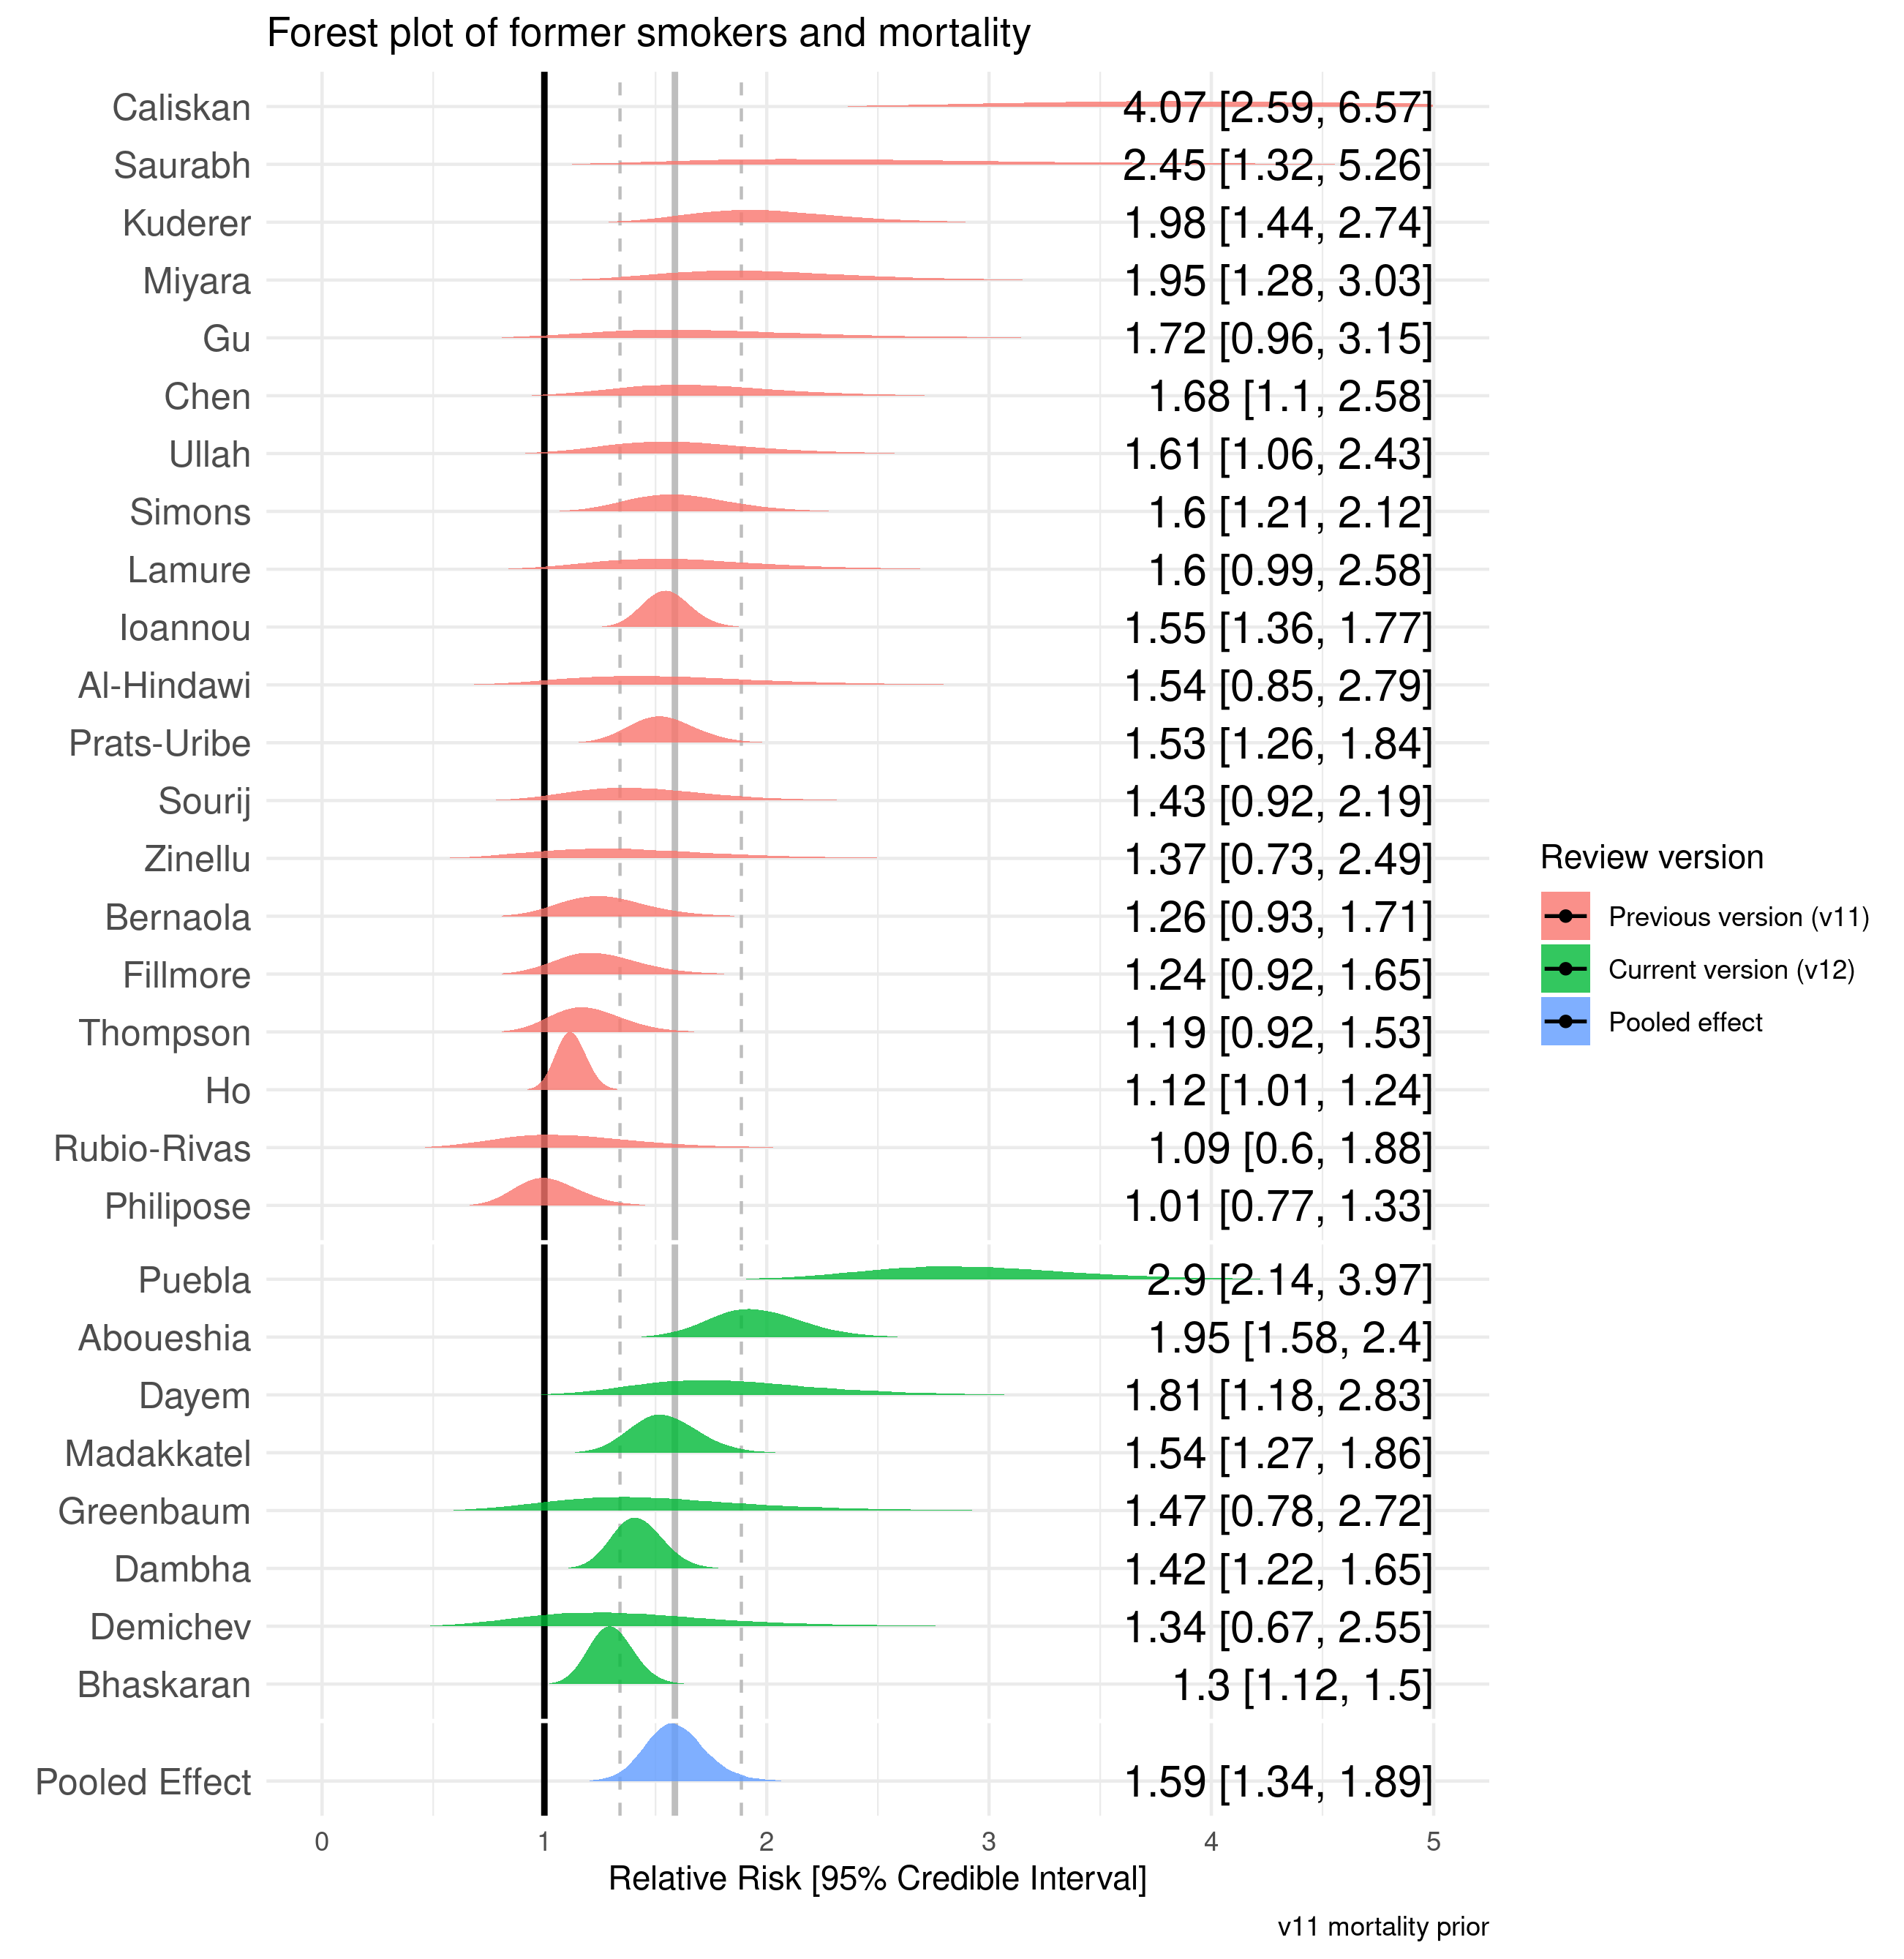 Forest plot of former smokers and mortality
Caliskan 4.07 [2.59, 6.57]
Saurabh 2.45 [1.32, 5.26]
Kuderer 1.98 [1.44, 2.74]
Miyara 1.95 [1.28, 3.03]
Gu 1.72 [0.96, 3.15]
Chen 1.68 [1.1, 2.58]
Ullah 1.61 [1.06, 2.43]
Simons 1.6 [1.21, 2.12]
Lamure 1.6 [0.99, 2.58]
Ioannou 1.55 [1.36, 1.77]
Al-Hindawi 1.54 [0.85, 2.79]
Prats-Uribe 1.53 [1.26, 1.84]
Sourij 1.43 [0.92, 2.19]
Zinellu 1.37 [0.73, 2.49]
Bernaola 1.26 [0.93, 1.71]
Fillmore 1.24 [0.92, 1.65]
Thompson 1.19 [0.92, 1.53]
Ho 1.12 [1.01, 1.24]
Rubio-Rivas 1.09 [0.6, 1.88]
Philipose 1.01 [0.77, 1.33]
Puebla 2.9 [2.14, 3.97]
Aboueshia 1.95 [1.58, 2.4]
Dayem 1.81 [1.18, 2.83]
Madakkatel 1.54 [1.27, 1.86]
Greenbaum 1.47 [0.78, 2.72]
Dambha 1.42 [1.22, 1.65]
Demichev 1.34 [0.67, 2.55]
Bhaskaran 1.3 [1.12, 1.5]
Pooled Effect 1.59 [1.34, 1.89]
0 1 2 3 4 5
Relative Risk [95% Credible Interval]
v11 mortality prior
Review version
Previous version (v11)
Current version (v12)
Pooled effect